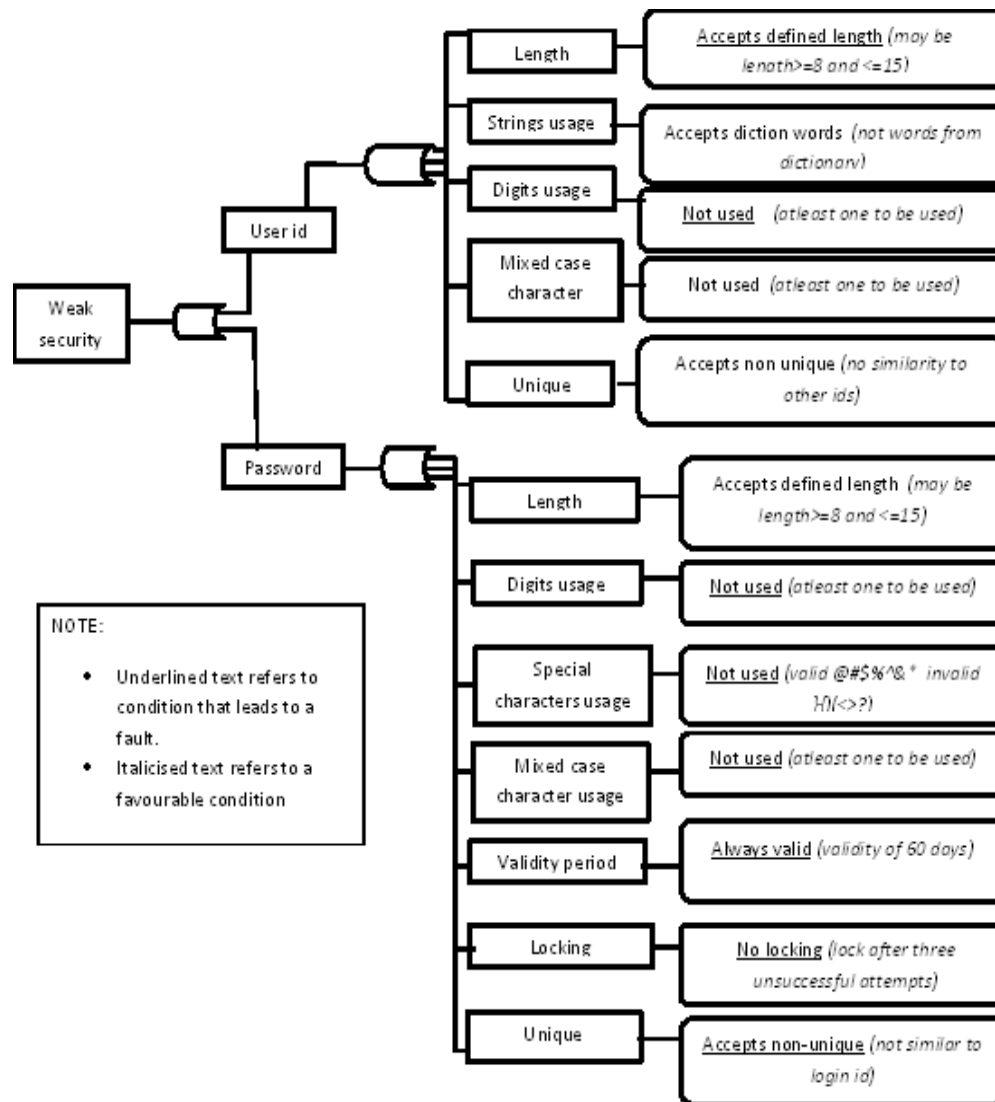 Length
Accepts defined length (may be
lenath>=8 and <=15)
Strings usage
Accepts diction words (not words from
dictionarv)
Digits usage
Not used (atleast one to be used)
User id
Mixed case
character
Not used (atleast one to be used)
Weak
security
Unique
Accepts non unique (no similarity to
other ids)
Password
Length
Accepts defined length (may be
length>=8 and <=15)
Digits usage
Not used (atleast one to be used)
NOTE:
• Underlined text refers to
condition that leads to a
fault.
• Italicised text refers to a
favourable condition
Special
characters usage
Not used (valid @#$%^&* invalid
Mixed case
character usage
Not used (atleast one to be used)
Validity period
Always valid (validity of 60 days)
Locking
No locking (lock after three
unsuccessful attempts)
Unique
Accepts non-unique (not similar to
login id)